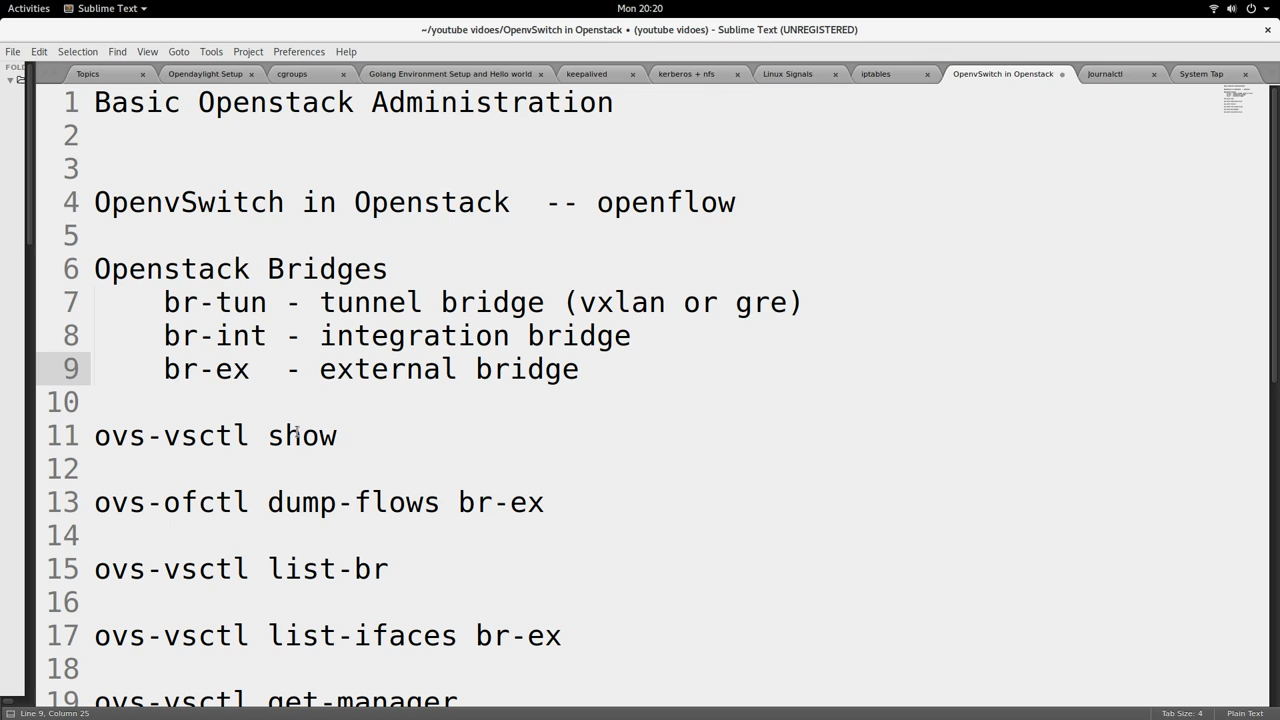 Activities Sublime Text Mon 20:20
~/youtube vidoes/OpenvSwitch in Openstack • (youtube vidoes) - Sublime Text (UNREGISTERED)
File Edit Selection View Goto Tools Project Preferences Help
FOLD
Topics Opendaylight Setup cgroups Golang Environment Setup and Hello world keepalived kerberos + nfs Linux Signals iptables OpenvSwitch in Openstack Journalctl System Tap
1 Basic Openstack Administration
2
3
4 OpenvSwitch in Openstack -- openflow
5
6 Openstack Bridges
7 br-tun - tunnel bridge (vxlan or gre)
8 br-int - integration bridge
9 br-ex - external bridge
10
11 ovs-vsctl show
12
13 ovs-ofctl dump-flows br-ex
14
15 ovs-vsctl list-br
16
17 ovs-vsctl list-ifaces br-ex
18
19 ovs-vsctl get-manager
Line 9, Column 25 Tab Size: 4 Plain Text